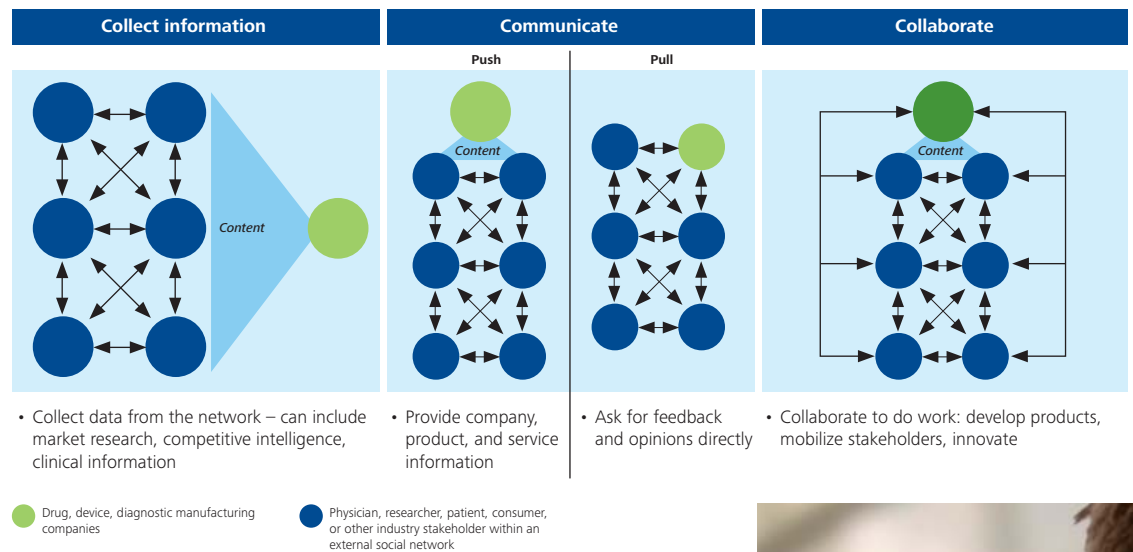 Collect information
Communicate
Collaborate
Push
Pull
Content
Content
Content
• Collect data from the network – can include
market research, competitive intelligence,
clinical information
• Provide company,
product, and service
information
• Ask for feedback
and opinions directly
• Collaborate to do work: develop products,
mobilize stakeholders, innovate
Drug, device, diagnostic manufacturing
companies
Physician, researcher, patient, consumer,
or other industry stakeholder within an
external social network